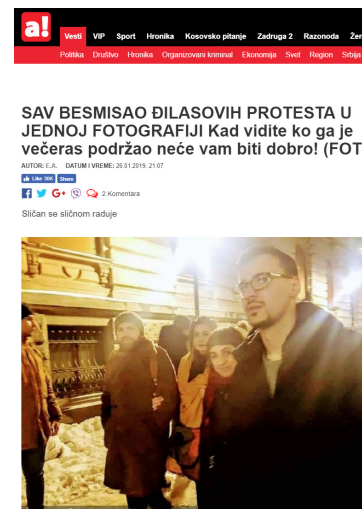 a!
Vesti VIP Sport Hronika Kosovsko pitanje Zadruga 2 Razonoda
Politika Društvo Hronika Organizovani kriminal Ekonomija Svet Region Srbija
SAV BESMISAO ĐILASOVIH PROTESTA U
JEDNOJ FOTOGRAFIJI Kad vidite ko ga je
večeras podržao neće vam biti dobro! (FOT
AUTOR: E.A. DATUM I VREME: 26.01.2019. 21:07
Like 30K Share
2 Komentara
Sličan se sličnom raduje